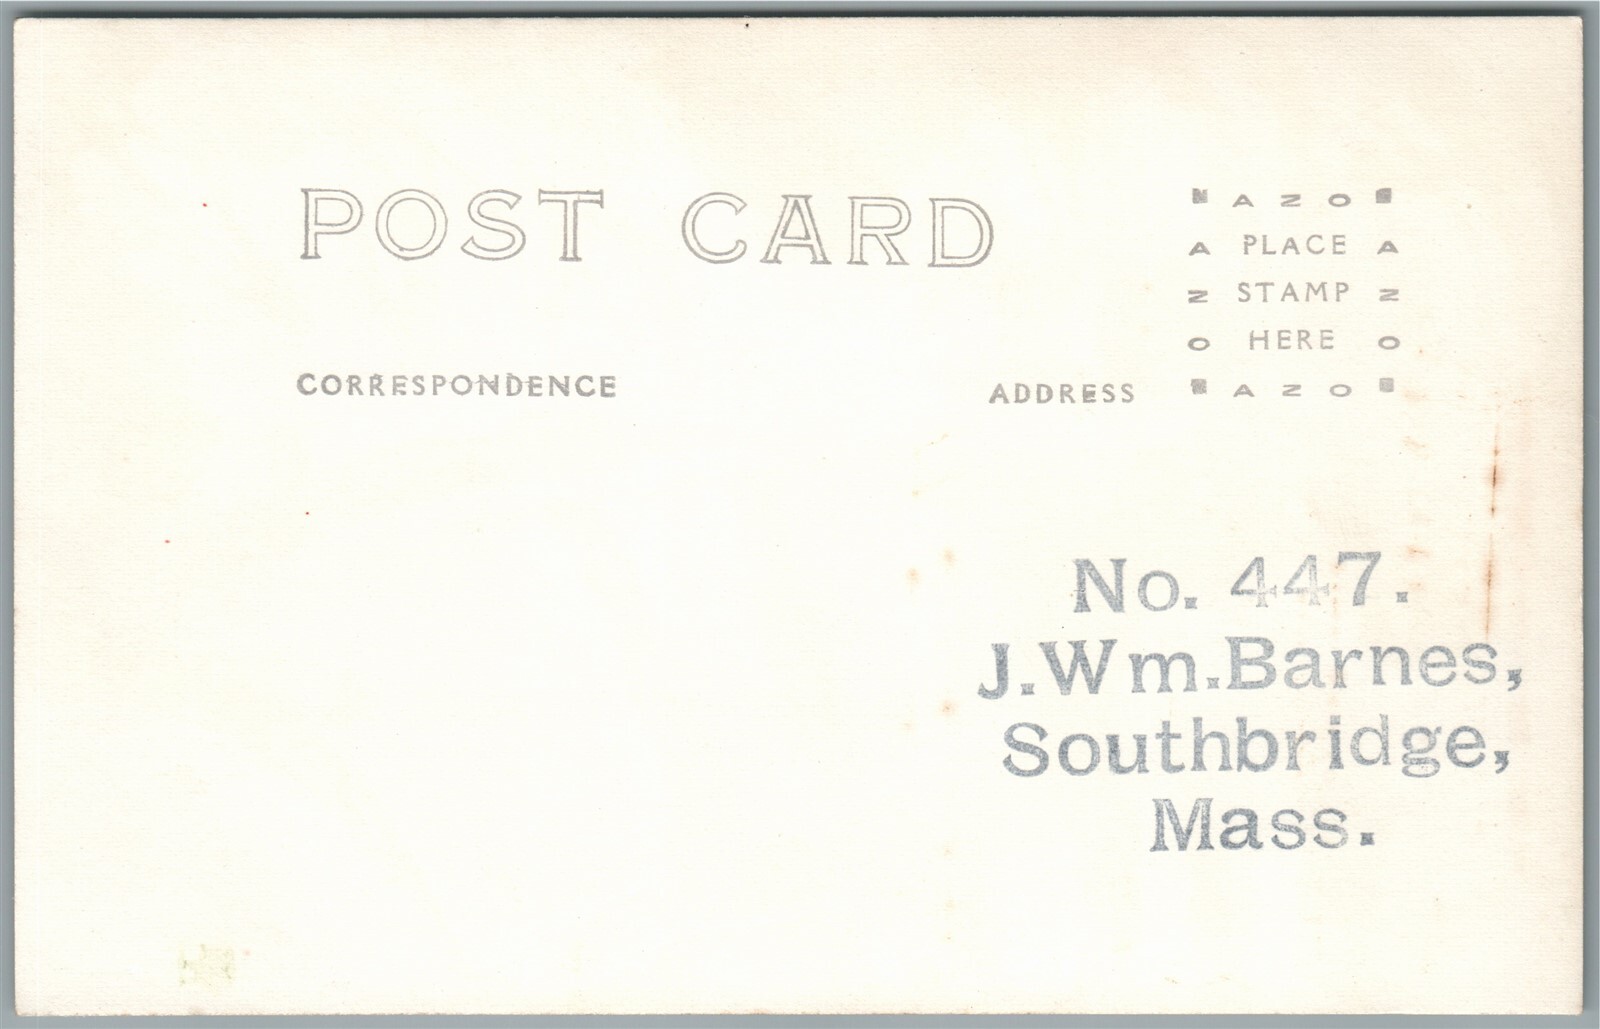 POST CARD
AZO
A PLACE A
Z STAMP Z
O HERE O
AZO
CORRESPONDENCE
ADDRESS
No. 447.
J.Wm.Barnes,
Southbridge,
Mass.